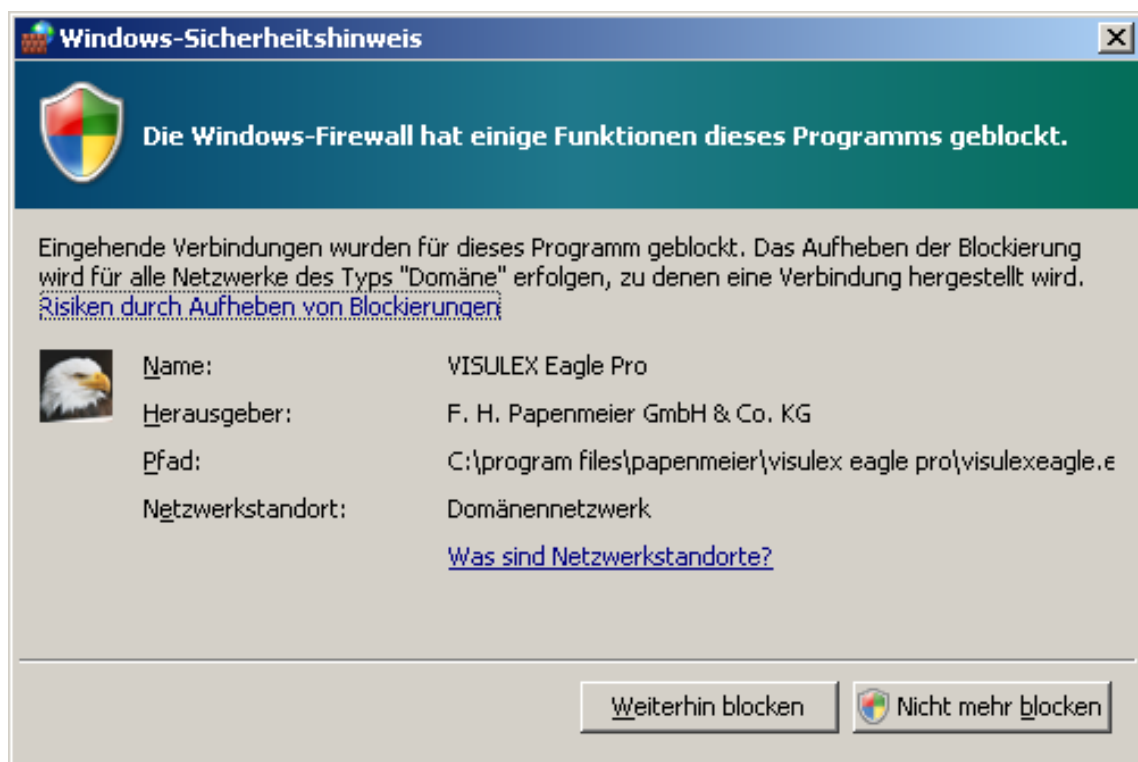 Windows-Sicherheitshinweis
Die Windows-Firewall hat einige Funktionen dieses Programms geblockt.
Eingehende Verbindungen wurden für dieses Programm geblockt. Das Aufheben der Blockierung
wird für alle Netzwerke des Typs "Domäne" erfolgen, zu denen eine Verbindung hergestellt wird.
Risiken durch Aufheben von Blockierungen
Name: VISULEX Eagle Pro
Herausgeber: F. H. Papenmeier GmbH & Co. KG
Pfad: C:\program files\papenmeier\visulex eagle pro\visulexeagle.e
Netzwerkstandort: Domänennetzwerk
Was sind Netzwerkstandorte?
Weiterhin blocken Nicht mehr blocken